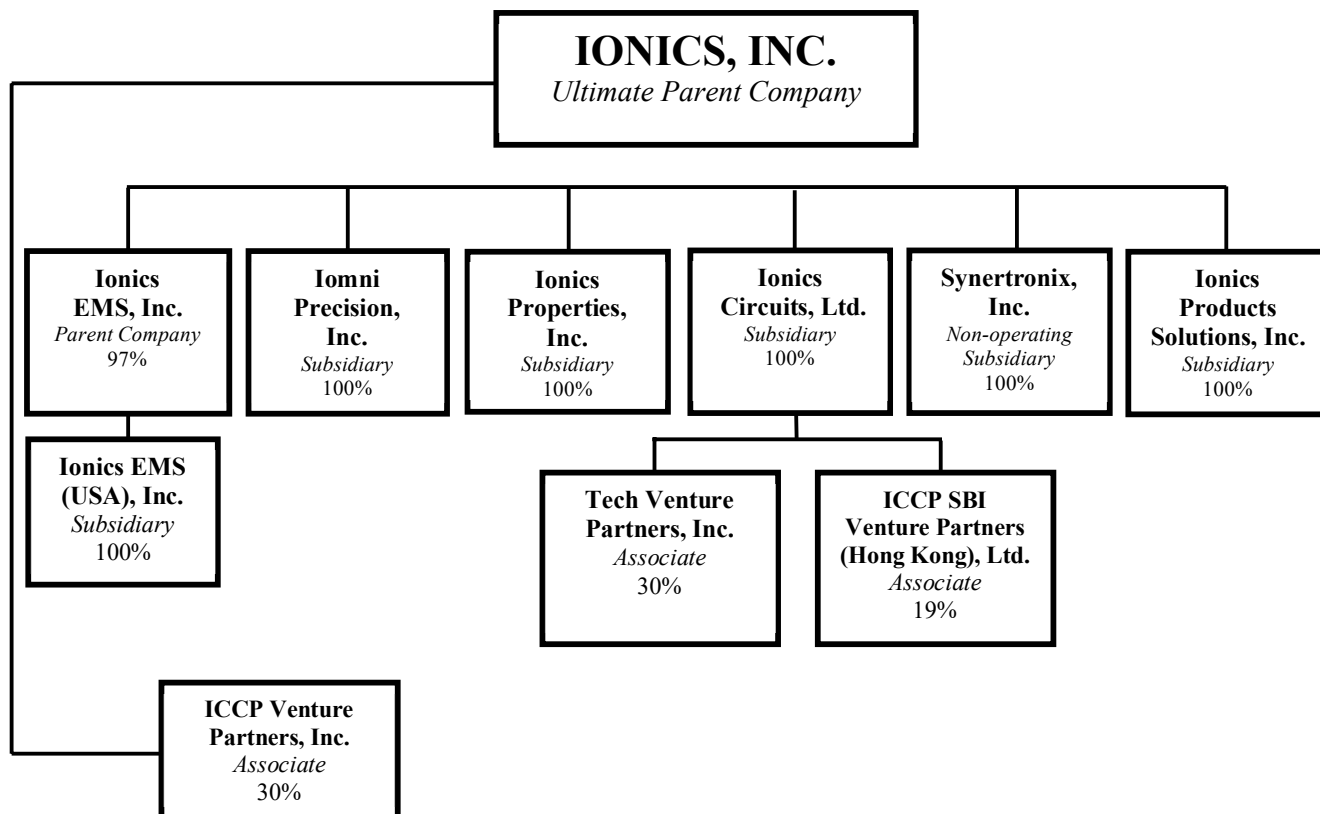 IONICS, INC.
Ultimate Parent Company
Ionics
EMS, Inc.
Parent Company
97%
Iomni
Precision,
Inc.
Subsidiary
100%
Ionics
Properties,
Inc.
Subsidiary
100%
Ionics
Circuits, Ltd.
Subsidiary
100%
Synertronix,
Inc.
Non-operating
Subsidiary
100%
Ionics
Products
Solutions, Inc.
Subsidiary
100%
Ionics EMS
(USA), Inc.
Subsidiary
100%
Tech Venture
Partners, Inc.
Associate
30%
ICCP SBI
Venture Partners
(Hong Kong), Ltd.
Associate
19%
ICCP Venture
Partners, Inc.
Associate
30%